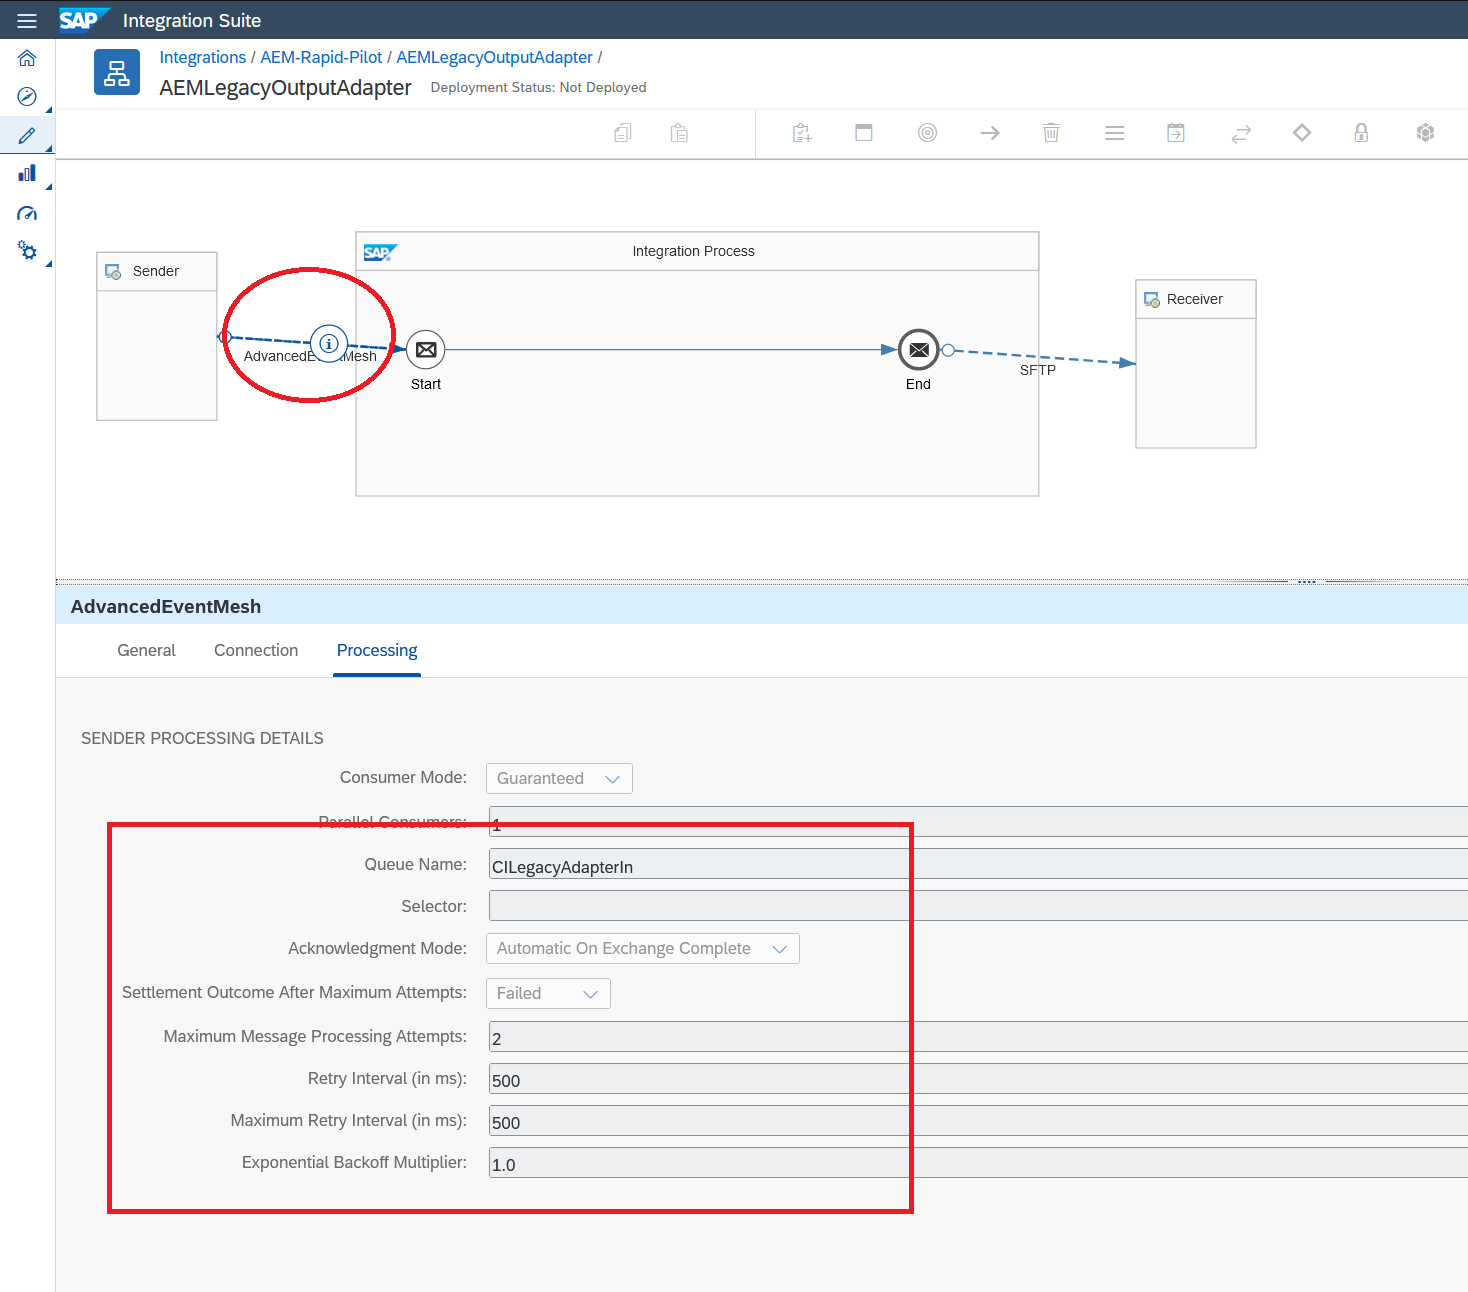 SAP Integration Suite
Integrations / AEM-Rapid-Pilot / AEMLegacyOutputAdapter /
AEMLegacyOutputAdapter Deployment Status: Not Deployed
SAP Integration Process
Sender
Receiver
AdvancedEventMesh
Start
End
SFTP
AdvancedEventMesh
General Connection Processing
SENDER PROCESSING DETAILS
Consumer Mode: Guaranteed
Parallel Consumers: 1
Queue Name: CILegacyAdapterIn
Selector:
Acknowledgment Mode: Automatic On Exchange Complete
Settlement Outcome After Maximum Attempts: Failed
Maximum Message Processing Attempts: 2
Retry Interval (in ms): 500
Maximum Retry Interval (in ms): 500
Exponential Backoff Multiplier: 1.0